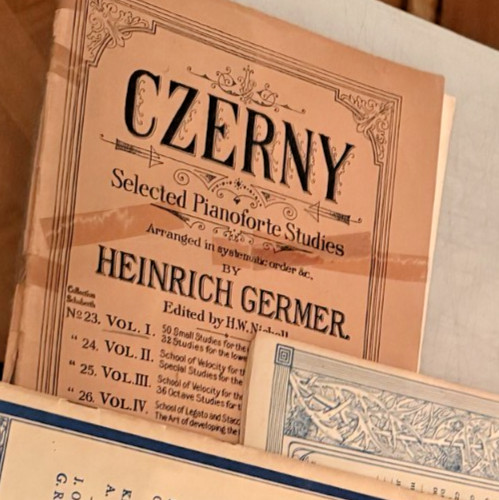 CZERNY
Selected Pianoforte Studies
Arranged in systematic order &c.
BY
HEINRICH GERMER.
Edited by H.W.
Collection
Schuberth
No 23. VOL. I. 50 Small Studies for the
32 Studies for the
" 24. VOL. II. School of Velocity for
Special Studies for the
" 25. VOL. III. School of Velocity for the
36 Octave Studies for
" 26. VOL. IV. School of Legato and
The Art of developing the